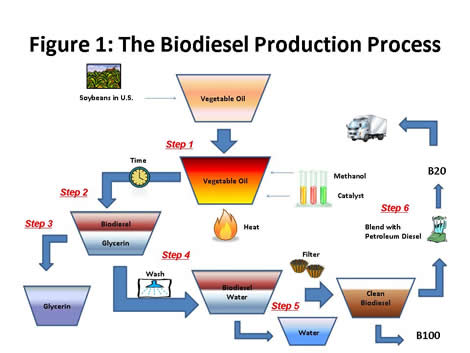 Figure 1: The Biodiesel Production Process
Soybeans in U.S.
Vegetable Oil
Step 1
Time
Methanol
Vegetable Oil
Catalyst
B20
Step 2
Step 6
Step 3
Biodiesel
Heat
Blend with
Petroleum Diesel
Glycerin
Step 4
Filter
Wash
Biodiesel
Water
Clean
Biodiesel
Glycerin
Step 5
Water
B100